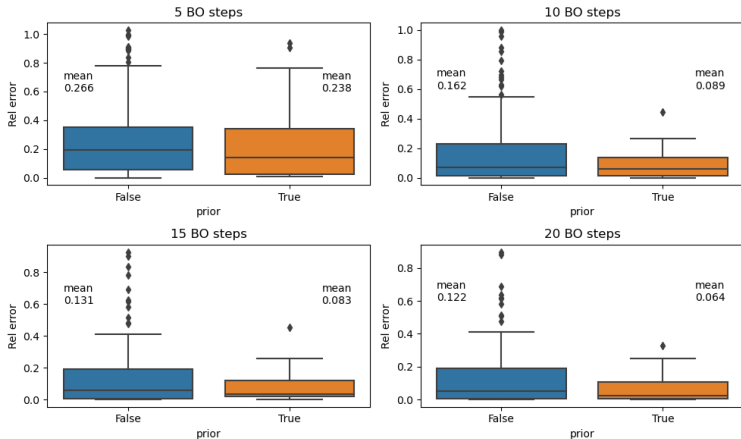 5 BO steps
Rel error
1.0
0.8
0.6
0.4
0.2
0.0
mean
0.266
mean
0.238
False
True
prior
10 BO steps
Rel error
1.0
0.8
0.6
0.4
0.2
0.0
mean
0.162
mean
0.089
False
True
prior
15 BO steps
Rel error
0.8
0.6
0.4
0.2
0.0
mean
0.131
mean
0.083
False
True
prior
20 BO steps
Rel error
0.8
0.6
0.4
0.2
0.0
mean
0.122
mean
0.064
False
True
prior